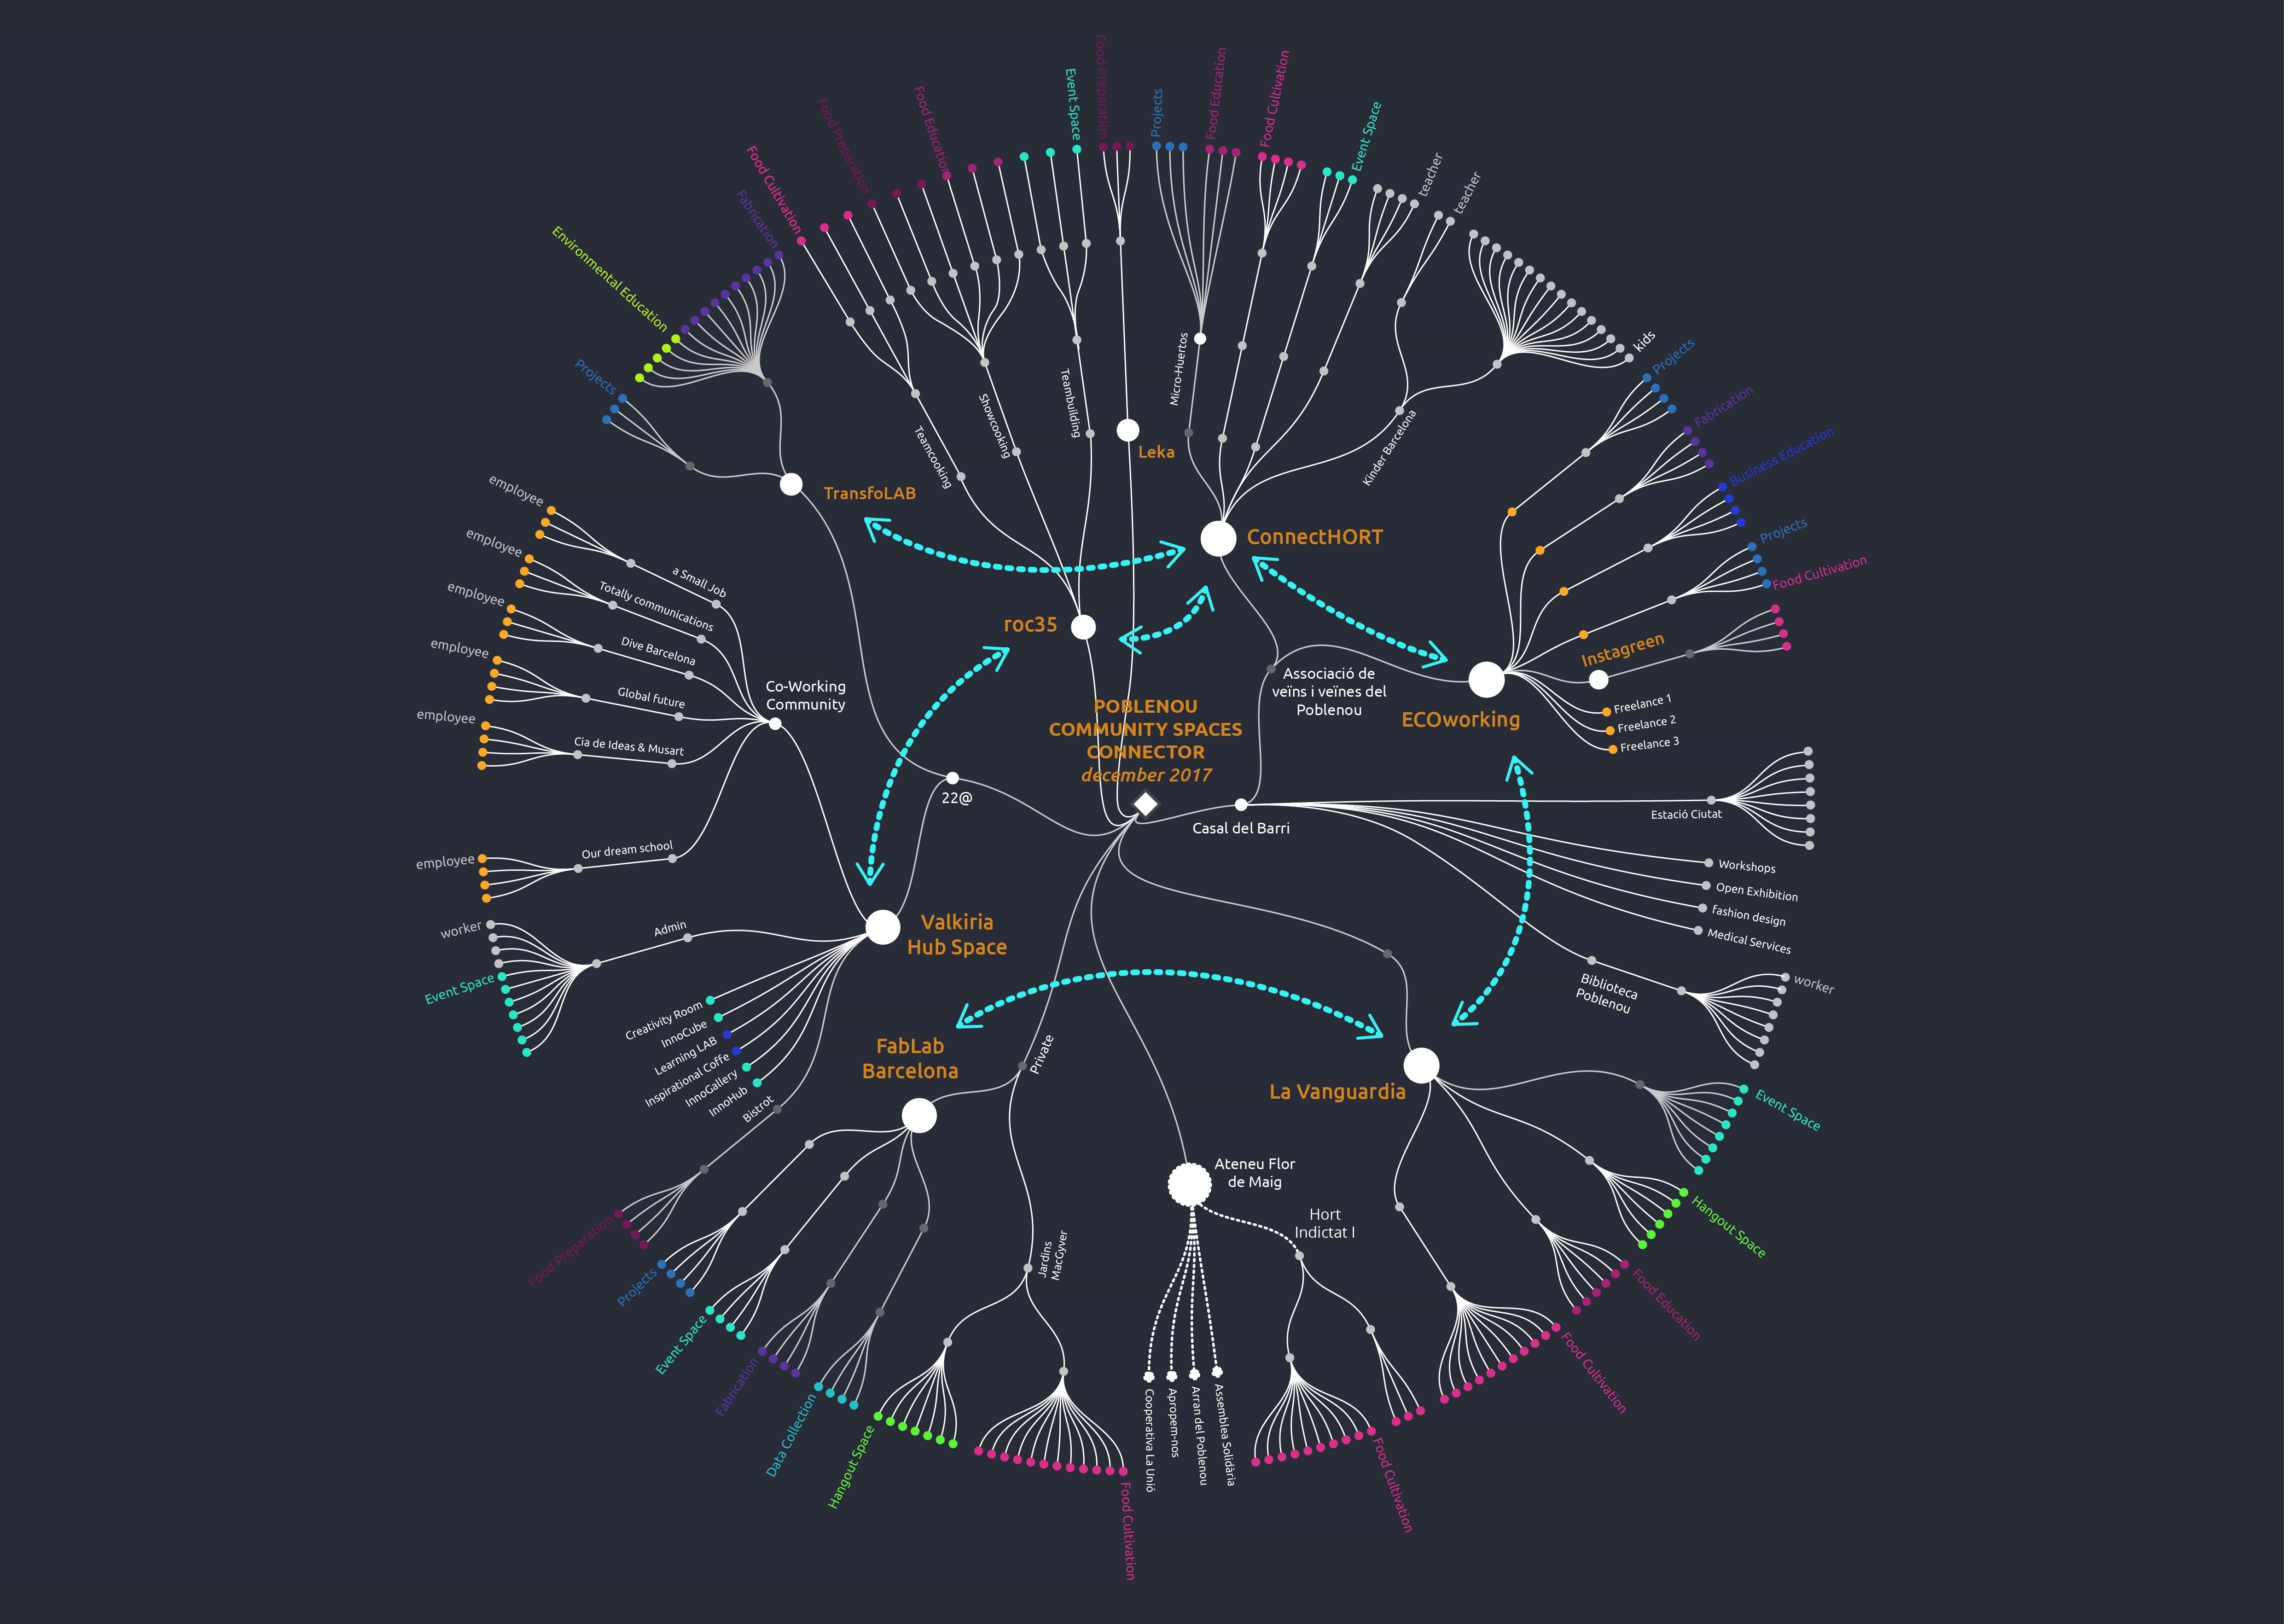 Food Preparation
Projects
Food Education
Food Cultivation
Event Space
Event Space
Food Education
Food Preparation
Food Cultivation
Fabrication
Environmental Education
Projects
teacher
teacher
kids
Projects
Fabrication
Business Education
Projects
Food Cultivation
Micro-Huertos
Teambuilding
Showcooking
Teamcooking
Kinder Barcelona
Leka
TransfoLAB
ConnectHORT
roc35
Instagreen
ECOworking
Freelance 1
Freelance 2
Freelance 3
employee
employee
employee
employee
employee
employee
a Small Job
Totally communications
Dive Barcelona
Global future
Cia de Ideas & Musart
Our dream school
Co-Working
Community
Associació de
veïns i veïnes del
Poblenou
POBLENOU
COMMUNITY SPACES
CONNECTOR
december 2017
22@
Casal del Barri
Estació Ciutat
Workshops
Open Exhibition
fashion design
Medical Services
Biblioteca
Poblenou
worker
Valkiria
Hub Space
Admin
worker
Event Space
Creativity Room
InnoCube
Learning LAB
Inspirational Coffe
InnoGallery
InnoHub
Bistrot
FabLab
Barcelona
Private
La Vanguardia
Event Space
Hangout Space
Food Education
Food Cultivation
Ateneu Flor
de Maig
Hort
Indictat I
Jardins
MacGyver
Food Preparation
Projects
Event Space
Fabrication
Data Collection
Hangout Space
Food Cultivation
Cooperativa La Unió
Apropem-nos
Arran del Poblenou
Assemblea Solidària
Food Cultivation